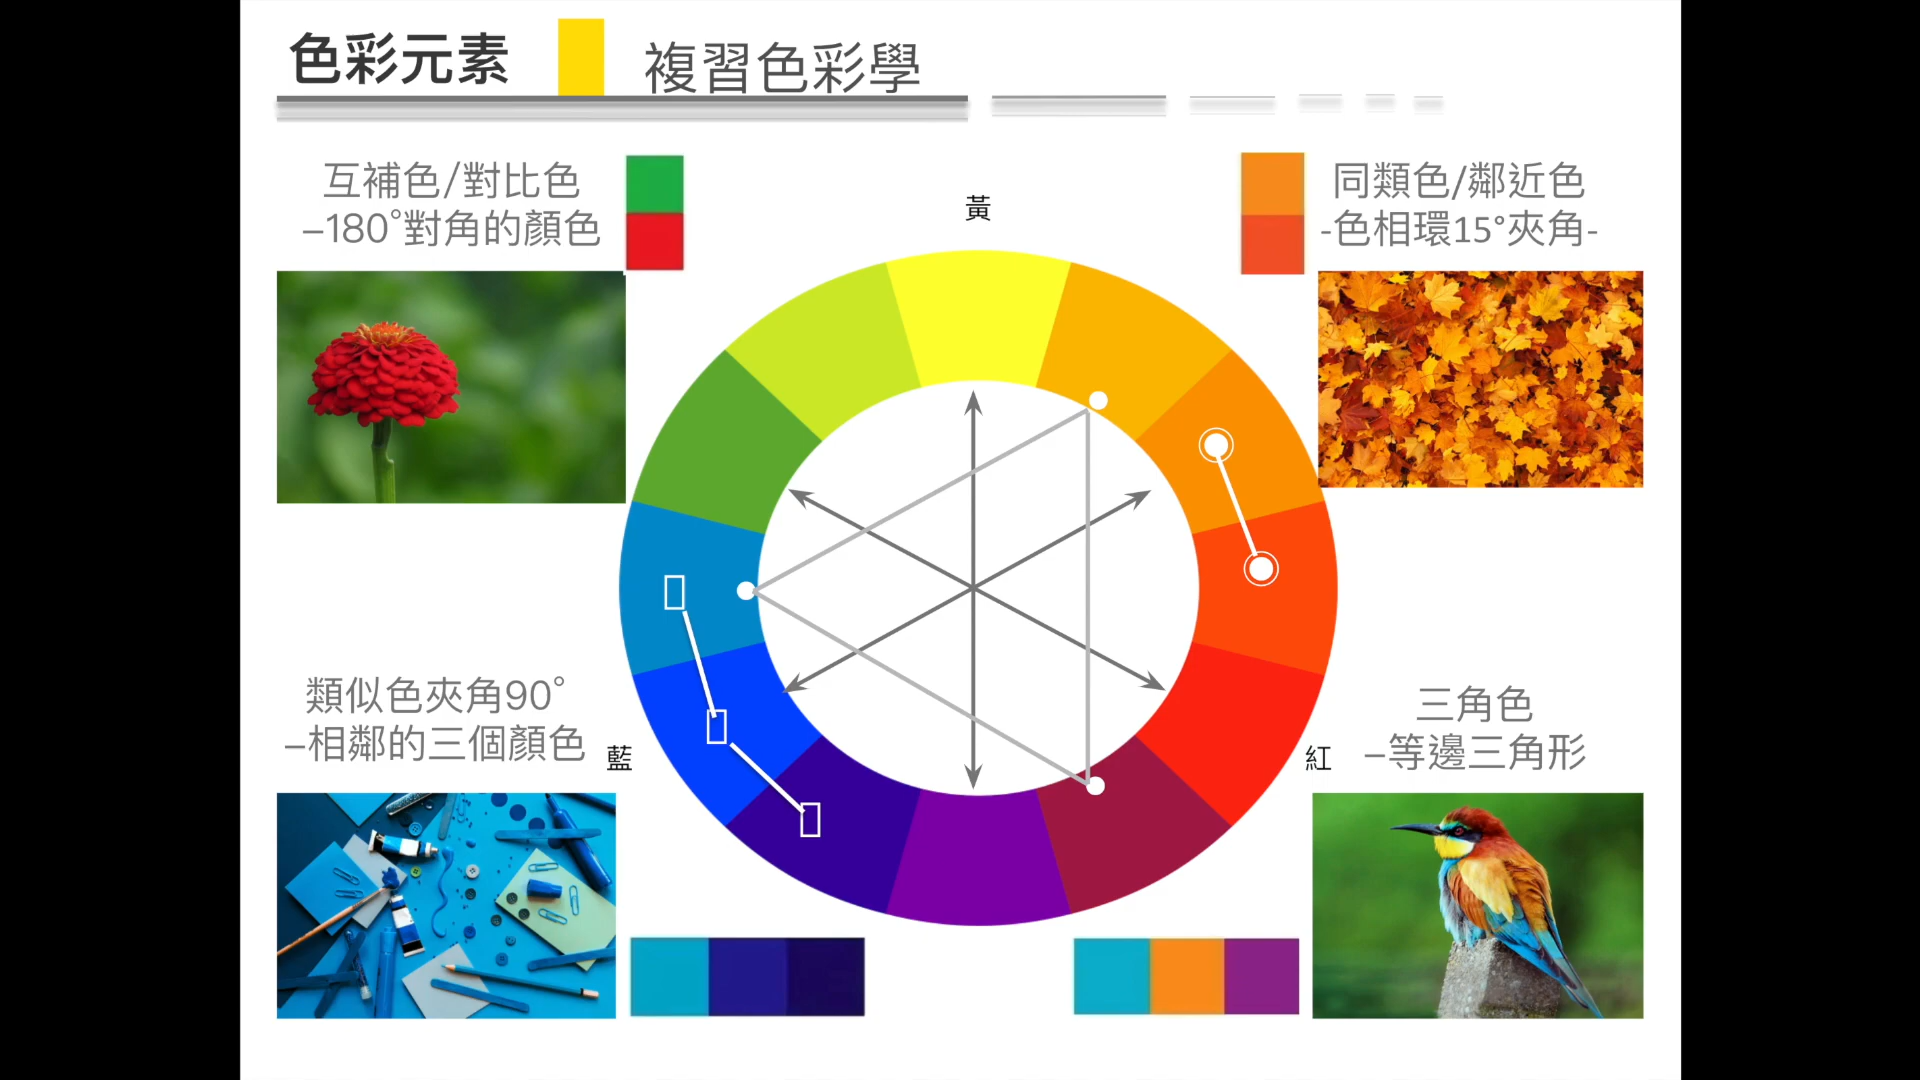 色彩元素
複習色彩學
互補色/對比色
–180°對角的顏色
同類色/鄰近色
-色相環15°夾角-
黃
類似色夾角90°
–相鄰的三個顏色
藍
紅
三角色
–等邊三角形